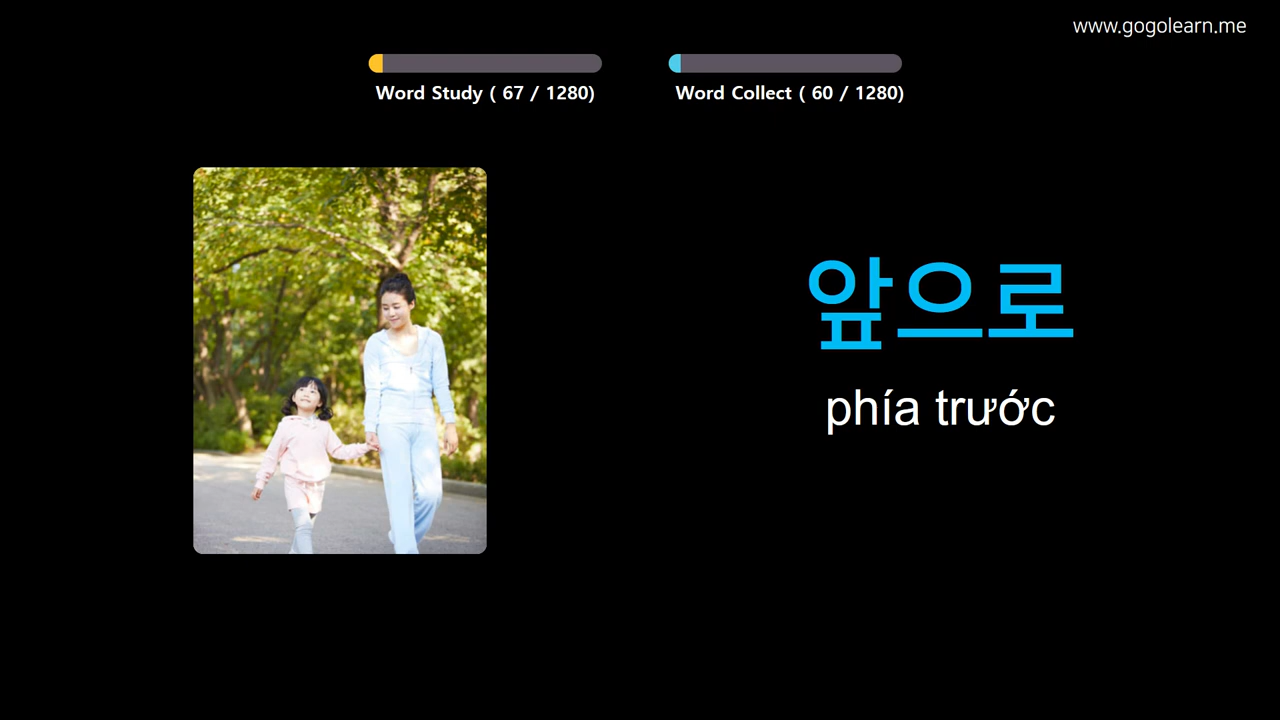 www.gogolearn.me
Word Study ( 67 / 1280)
Word Collect ( 60 / 1280)
앞으로
phía trước